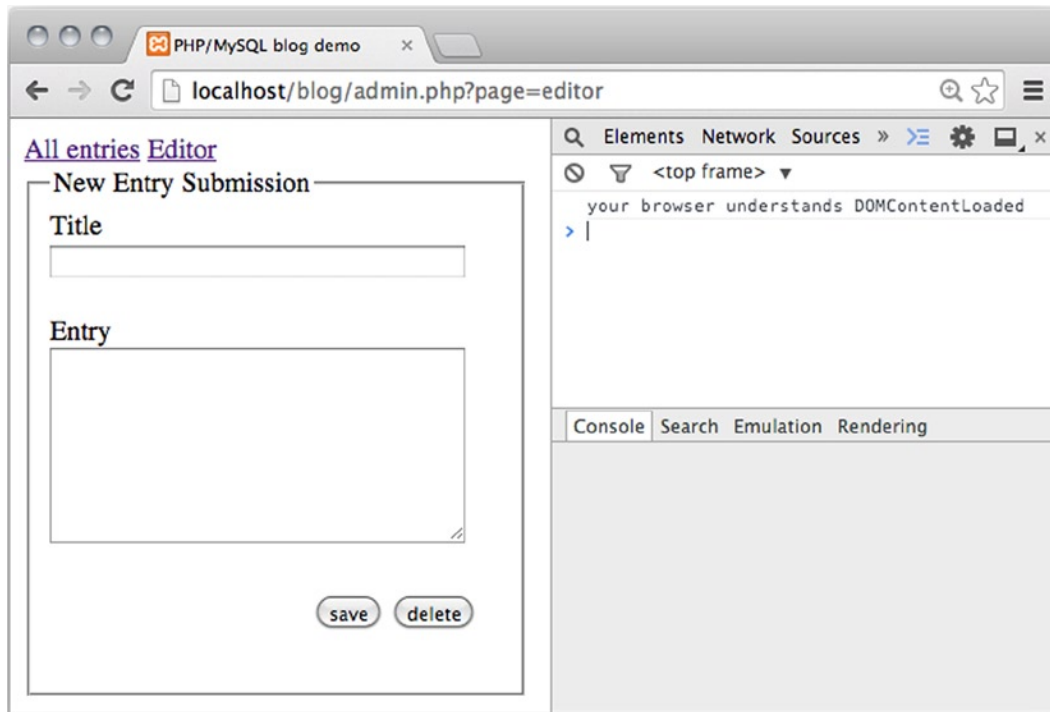 PHP/MySQL blog demo ×
localhost/blog/admin.php?page=editor
All entries Editor
New Entry Submission
Title
Entry
save delete
Elements Network Sources » ×
<top frame> ▼
your browser understands DOMContentLoaded
>
Console Search Emulation Rendering